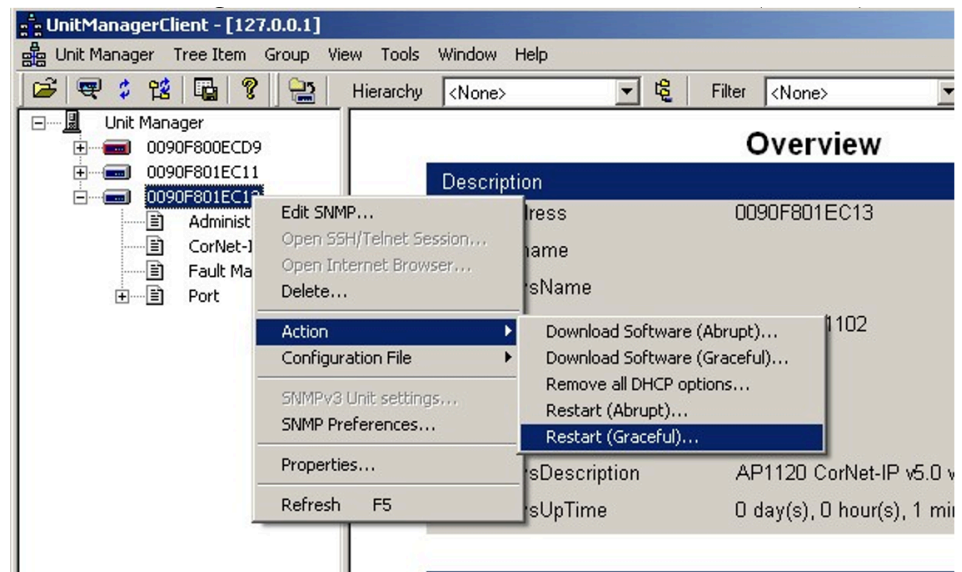 UnitManagerClient - [127.0.0.1]
Unit Manager Tree Item Group View Tools Window Help
Hierarchy <None> Filter <None>
Unit Manager
0090F800ECD9
0090F801EC11
0090F801EC13
Administ
CorNet-I
Fault Ma
Port
Edit SNMP...
Open SSH/Telnet Session...
Open Internet Browser...
Delete...
Action
Configuration File
SNMPv3 Unit settings...
SNMP Preferences...
Properties...
Refresh F5
Download Software (Abrupt)...
Download Software (Graceful)...
Remove all DHCP options...
Restart (Abrupt)...
Restart (Graceful)...
Overview
Description
dress 0090F801EC13
name
sName
1102
sDescription AP1120 CorNet-IP v5.0
sUpTime 0 day(s), 0 hour(s), 1 mi